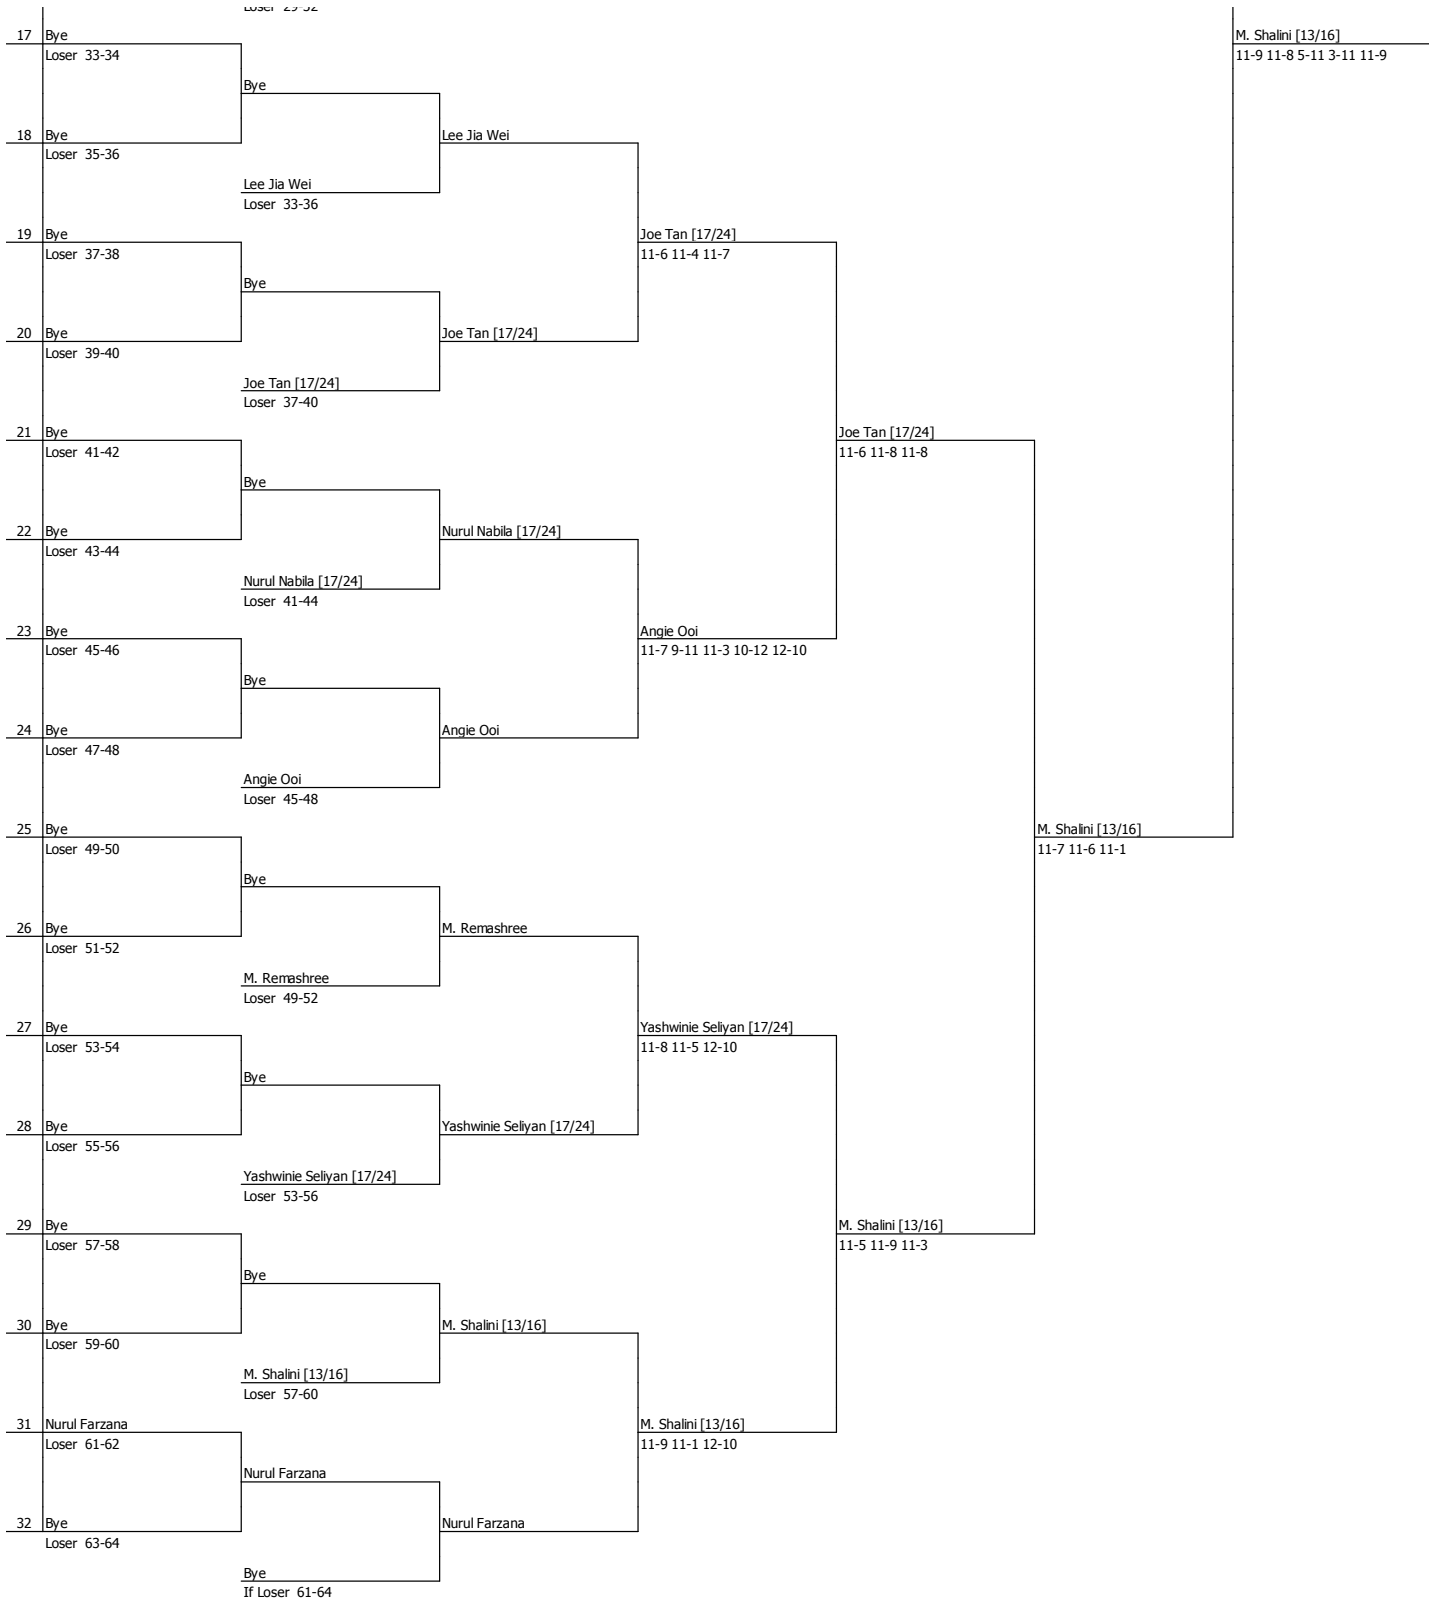 Loser 29-32
17 Bye
M. Shalini [13/16]
Loser 33-34
11-9 11-8 5-11 3-11 11-9
Bye
18 Bye
Lee Jia Wei
Loser 35-36
Lee Jia Wei
Loser 33-36
19 Bye
Joe Tan [17/24]
Loser 37-38
11-6 11-4 11-7
Bye
20 Bye
Joe Tan [17/24]
Loser 39-40
Joe Tan [17/24]
Loser 37-40
21 Bye
Joe Tan [17/24]
Loser 41-42
11-6 11-8 11-8
Bye
22 Bye
Nurul Nabila [17/24]
Loser 43-44
Nurul Nabila [17/24]
Loser 41-44
23 Bye
Angie Ooi
Loser 45-46
11-7 9-11 11-3 10-12 12-10
Bye
24 Bye
Angie Ooi
Loser 47-48
Angie Ooi
Loser 45-48
25 Bye
M. Shalini [13/16]
Loser 49-50
11-7 11-6 11-1
Bye
26 Bye
M. Remashree
Loser 51-52
M. Remashree
Loser 49-52
27 Bye
Yashwinie Seliyan [17/24]
Loser 53-54
11-8 11-5 12-10
Bye
28 Bye
Yashwinie Seliyan [17/24]
Loser 55-56
Yashwinie Seliyan [17/24]
Loser 53-56
29 Bye
M. Shalini [13/16]
Loser 57-58
11-5 11-9 11-3
Bye
30 Bye
M. Shalini [13/16]
Loser 59-60
M. Shalini [13/16]
Loser 57-60
31 Nurul Farzana
M. Shalini [13/16]
Loser 61-62
11-9 11-1 12-10
Nurul Farzana
32 Bye
Nurul Farzana
Loser 63-64
Bye
If Loser 61-64